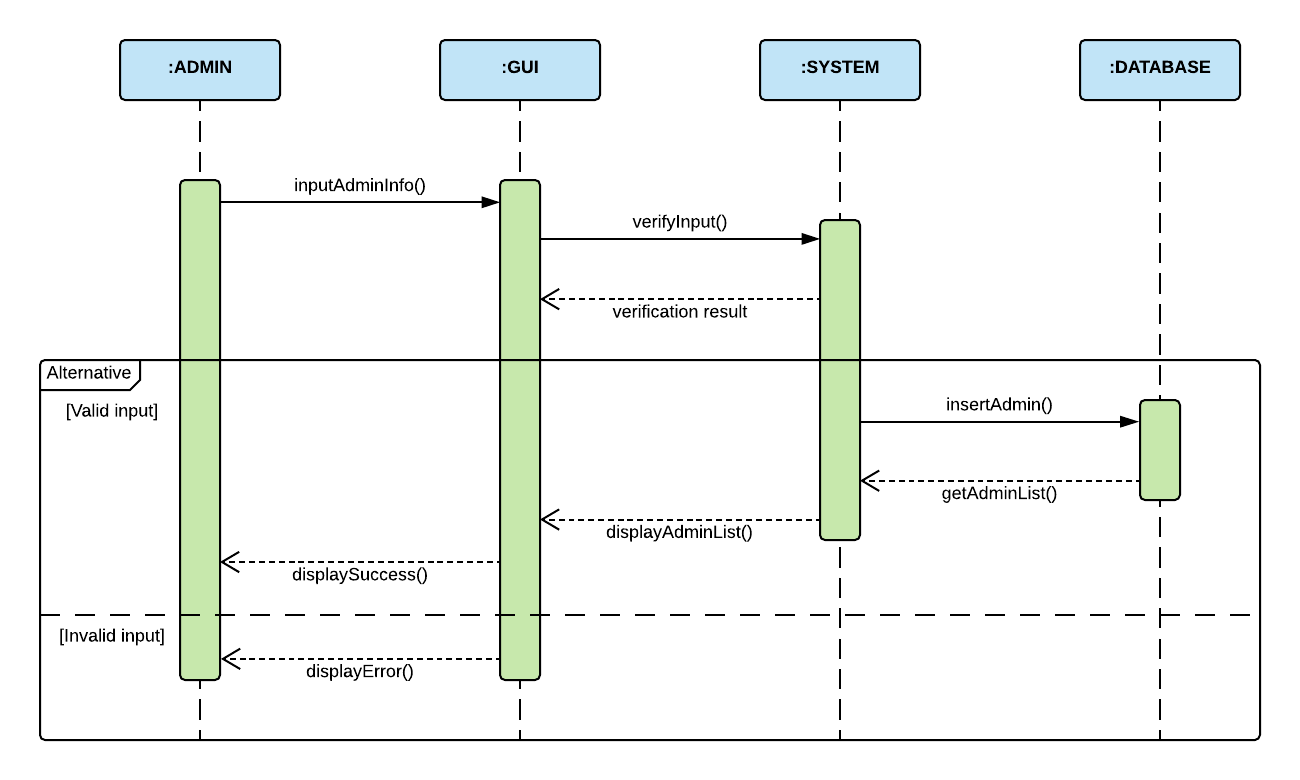 :ADMIN
:GUI
:SYSTEM
:DATABASE
inputAdminInfo()
verifyInput()
verification result
Alternative
[Valid input]
insertAdmin()
getAdminList()
displayAdminList()
displaySuccess()
[Invalid input]
displayError()